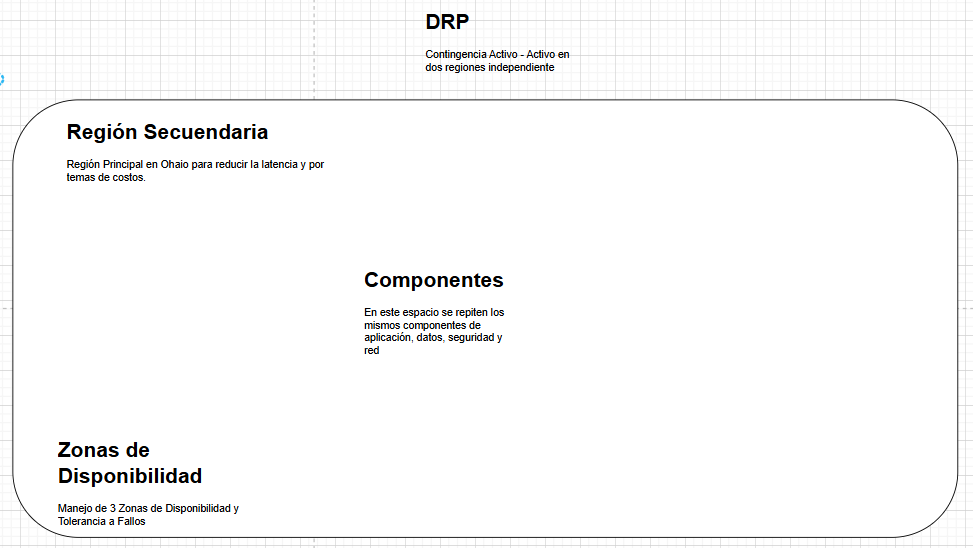 DRP
Contingencia Activo - Activo en
dos regiones independiente
Región Secuendaria
Región Principal en Ohaio para reducir la latencia y por
temas de costos.
Componentes
En este espacio se repiten los
mismos componentes de
aplicación, datos, seguridad y
red
Zonas de
Disponibilidad
Manejo de 3 Zonas de Disponibilidad y
Tolerancia a Fallos